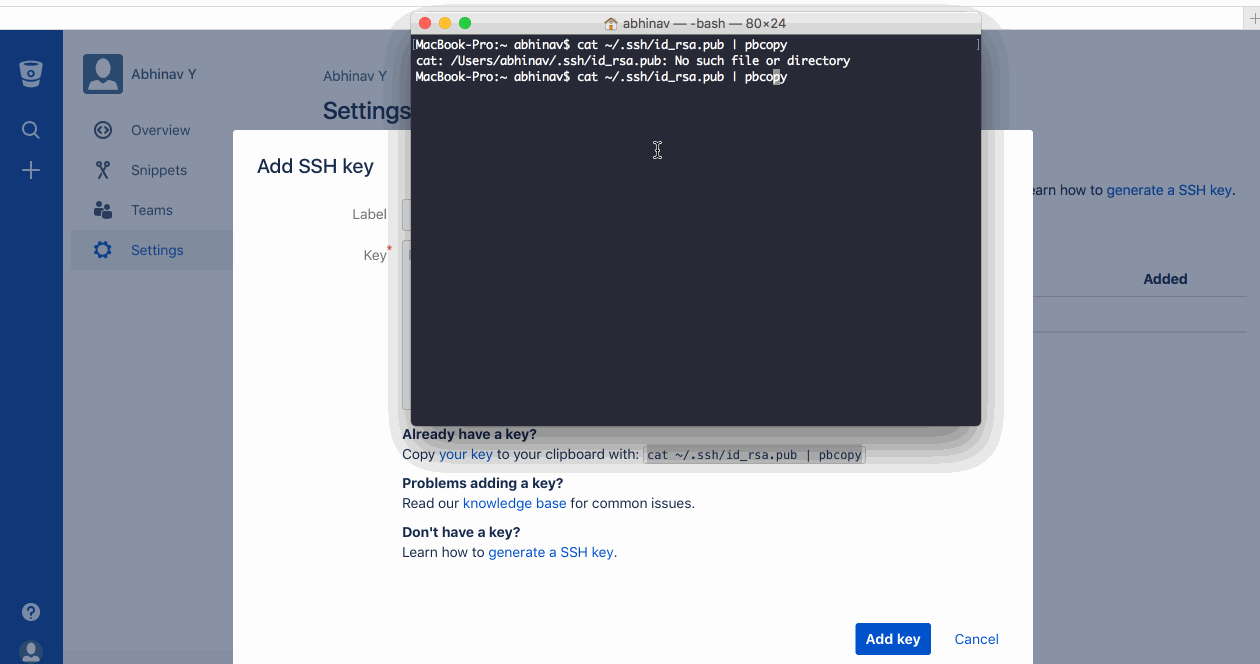 abhinav — -bash — 80×24
[MacBook-Pro:~ abhinav$ cat ~/.ssh/id_rsa.pub | pbcopy ]
cat: /Users/abhinav/.ssh/id_rsa.pub: No such file or directory
MacBook-Pro:~ abhinav$ cat ~/.ssh/id_rsa.pub | pbcopy
Abhinav Y
Overview
Snippets
Teams
Settings
Abhinav Y
Settings
earn how to generate a SSH key.
Added
Add SSH key
Label
Key*
Already have a key?
Copy your key to your clipboard with: cat ~/.ssh/id_rsa.pub | pbcopy
Problems adding a key?
Read our knowledge base for common issues.
Don't have a key?
Learn how to generate a SSH key.
Add key Cancel